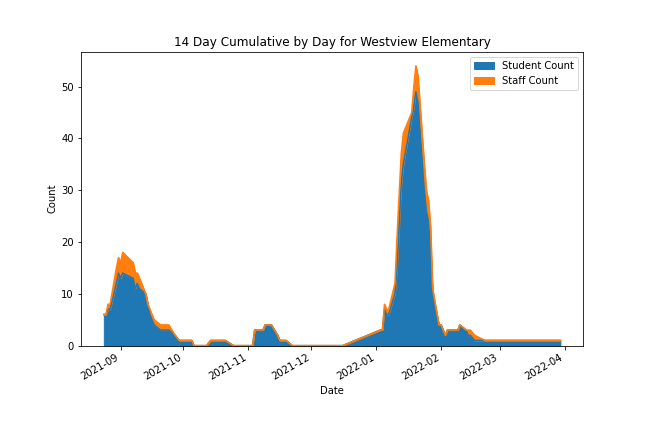 14 Day Cumulative by Day for Westview Elementary
Student Count
Staff Count
50
40
30
20
10
0
Count
2021-09
2021-10
2021-11
2021-12
2022-01
2022-02
2022-03
2022-04
Date